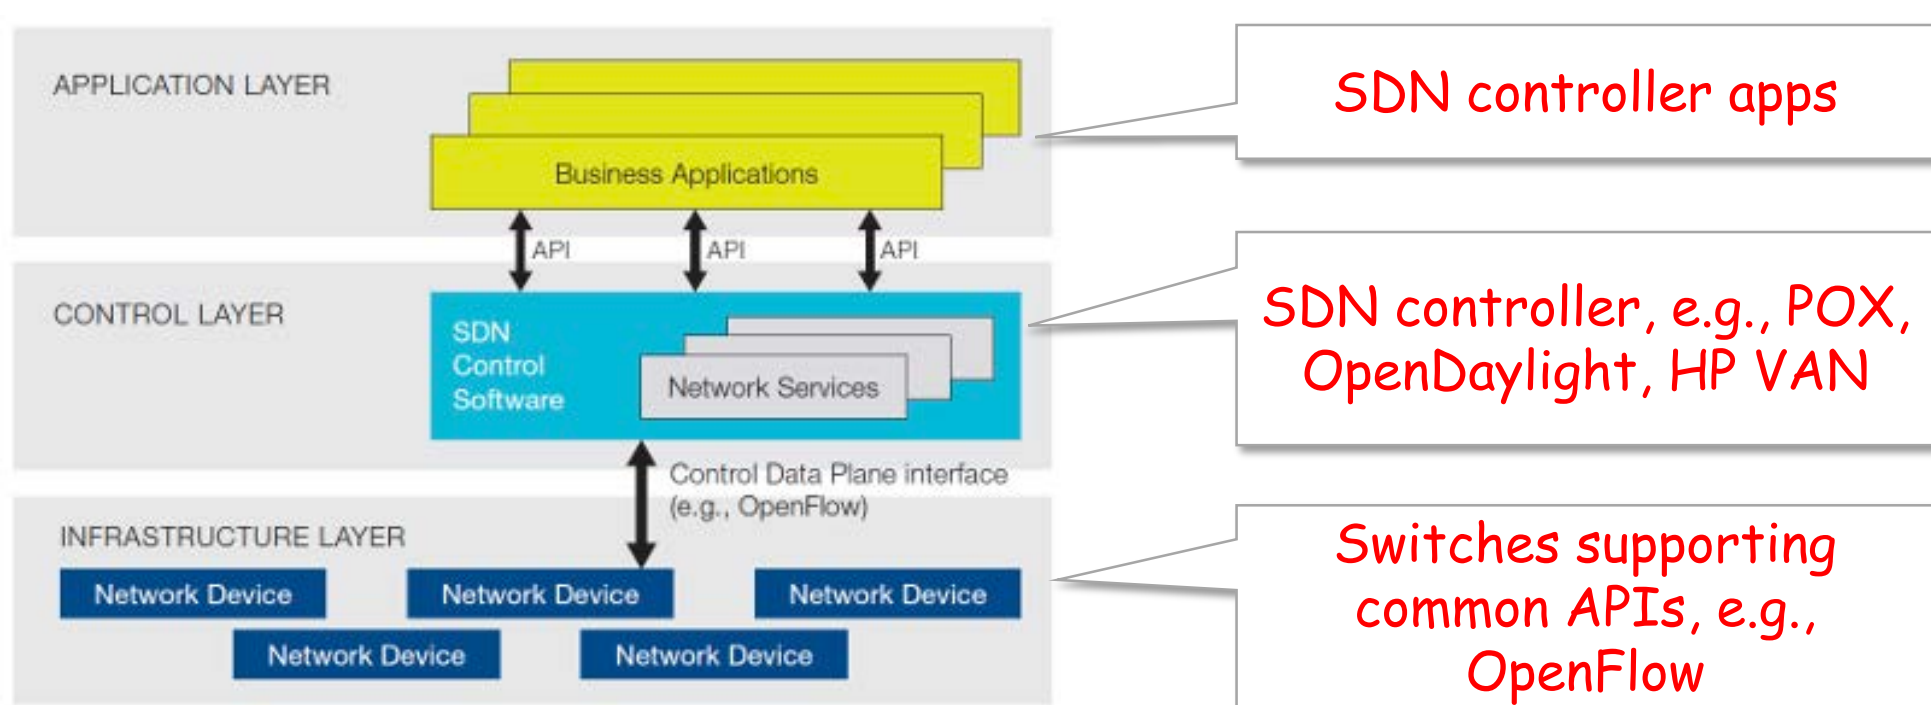 APPLICATION LAYER
Business Applications
API
API
API
CONTROL LAYER
SDN
Control
Software
Network Services
Control Data Plane interface
(e.g., OpenFlow)
INFRASTRUCTURE LAYER
Network Device
Network Device
Network Device
Network Device
Network Device
SDN controller apps
SDN controller, e.g., POX,
OpenDaylight, HP VAN
Switches supporting
common APIs, e.g.,
OpenFlow